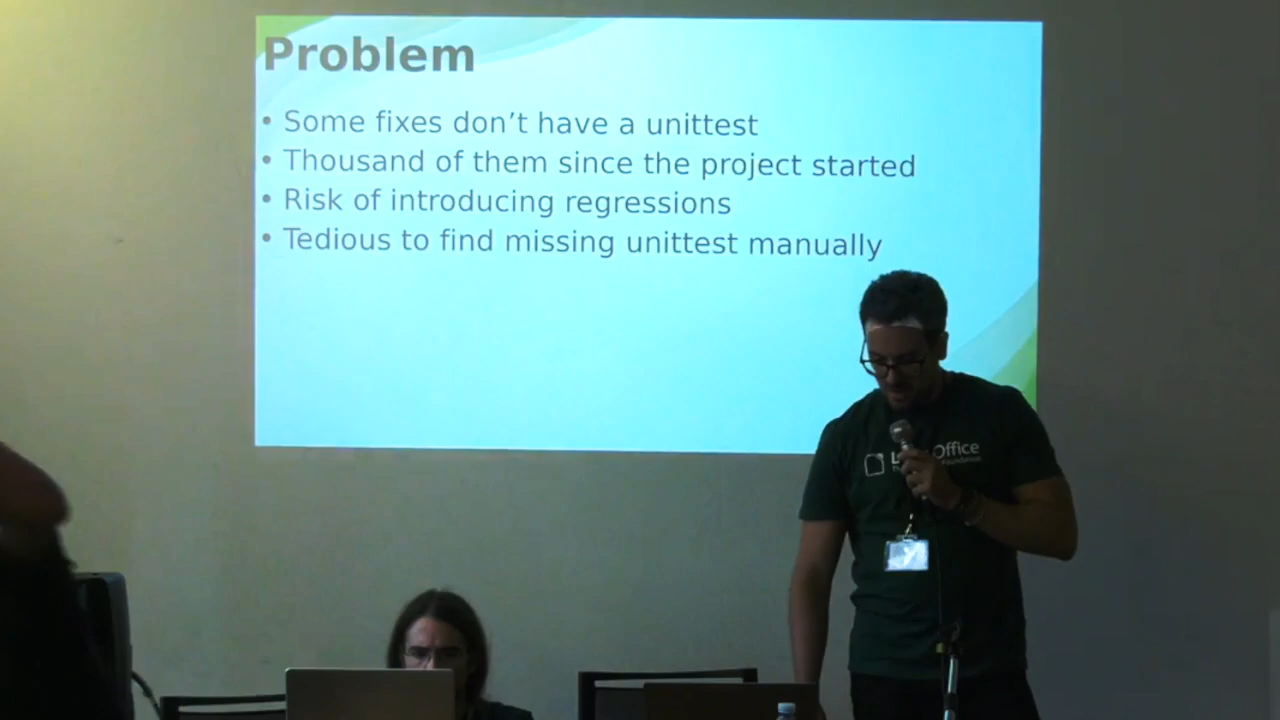 Problem
• Some fixes don’t have a unittest
• Thousand of them since the project started
• Risk of introducing regressions
• Tedious to find missing unittest manually
Office